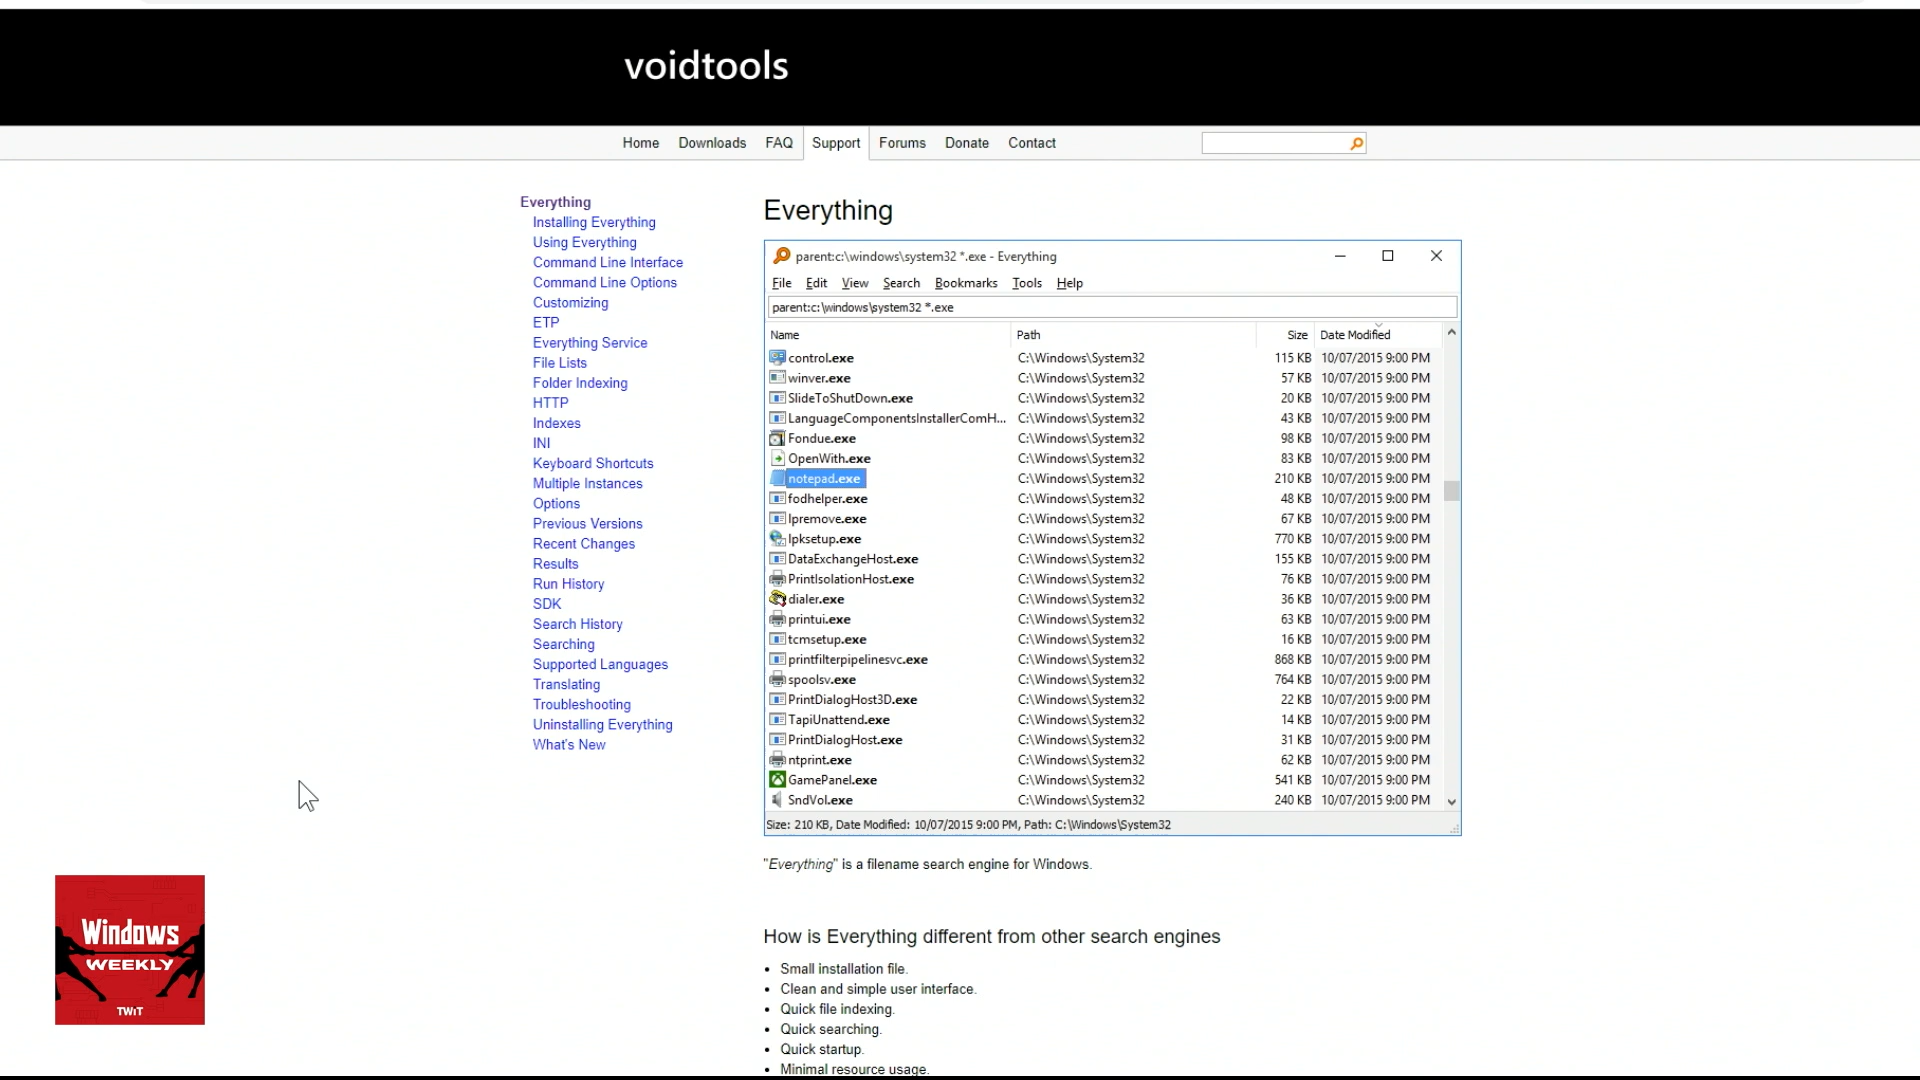 voidtools
Home Downloads FAQ Support Forums Donate Contact
Everything
Installing Everything
Using Everything
Command Line Interface
Command Line Options
Customizing
ETP
Everything Service
File Lists
Folder Indexing
HTTP
Indexes
INI
Keyboard Shortcuts
Multiple Instances
Options
Previous Versions
Recent Changes
Results
Run History
SDK
Search History
Searching
Supported Languages
Translating
Troubleshooting
Uninstalling Everything
What's New
Everything
parent:c:\windows\system32 *.exe - Everything
File Edit View Search Bookmarks Tools Help
parent:c:\windows\system32 *.exe
Name Path Size Date Modified
control.exe C:\Windows\System32 115 KB 10/07/2015 9:00 PM
winver.exe C:\Windows\System32 57 KB 10/07/2015 9:00 PM
SlideToShutDown.exe C:\Windows\System32 20 KB 10/07/2015 9:00 PM
LanguageComponentsInstallerComH... C:\Windows\System32 43 KB 10/07/2015 9:00 PM
Fondue.exe C:\Windows\System32 98 KB 10/07/2015 9:00 PM
OpenWith.exe C:\Windows\System32 83 KB 10/07/2015 9:00 PM
notepad.exe C:\Windows\System32 210 KB 10/07/2015 9:00 PM
fodhelper.exe C:\Windows\System32 48 KB 10/07/2015 9:00 PM
lpremove.exe C:\Windows\System32 67 KB 10/07/2015 9:00 PM
lpksetup.exe C:\Windows\System32 770 KB 10/07/2015 9:00 PM
DataExchangeHost.exe C:\Windows\System32 155 KB 10/07/2015 9:00 PM
PrintIsolationHost.exe C:\Windows\System32 76 KB 10/07/2015 9:00 PM
dialer.exe C:\Windows\System32 36 KB 10/07/2015 9:00 PM
printui.exe C:\Windows\System32 63 KB 10/07/2015 9:00 PM
tcmsetup.exe C:\Windows\System32 16 KB 10/07/2015 9:00 PM
printfilterpipelinesvc.exe C:\Windows\System32 868 KB 10/07/2015 9:00 PM
spoolsv.exe C:\Windows\System32 764 KB 10/07/2015 9:00 PM
PrintDialogHost3D.exe C:\Windows\System32 22 KB 10/07/2015 9:00 PM
TapiUnattend.exe C:\Windows\System32 14 KB 10/07/2015 9:00 PM
PrintDialogHost.exe C:\Windows\System32 31 KB 10/07/2015 9:00 PM
ntprint.exe C:\Windows\System32 62 KB 10/07/2015 9:00 PM
GamePanel.exe C:\Windows\System32 541 KB 10/07/2015 9:00 PM
SndVol.exe C:\Windows\System32 240 KB 10/07/2015 9:00 PM
Size: 210 KB, Date Modified: 10/07/2015 9:00 PM, Path: C:\Windows\System32
"Everything" is a filename search engine for Windows.
How is Everything different from other search engines
• Small installation file.
• Clean and simple user interface.
• Quick file indexing.
• Quick searching.
• Quick startup.
• Minimal resource usage.
Windows
WEEKLY
TWiT